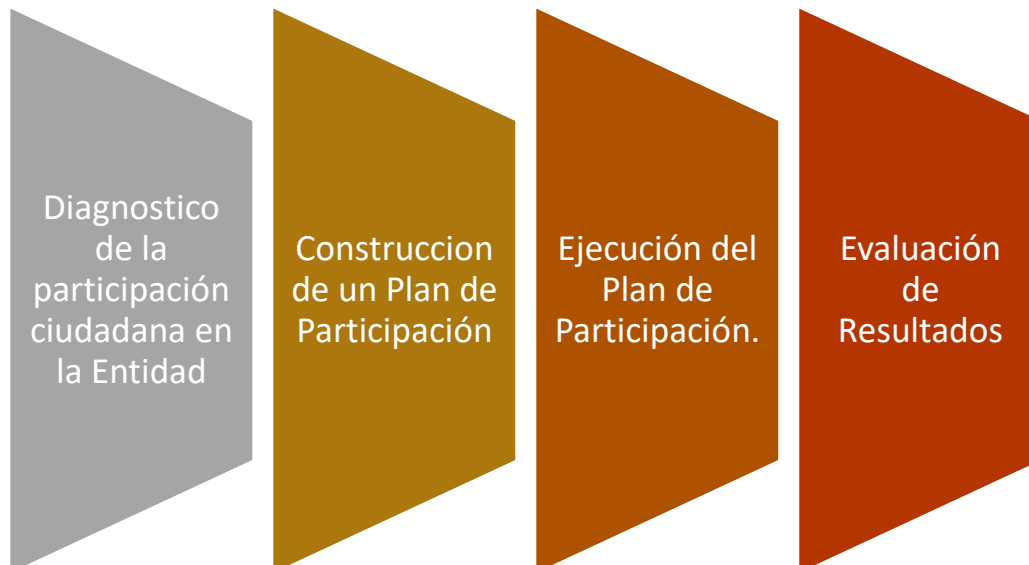 Diagnostico
de la
participación
ciudadana en
la Entidad
Construccion
de un Plan de
Participación
Ejecución del
Plan de
Participación.
Evaluación
de
Resultados